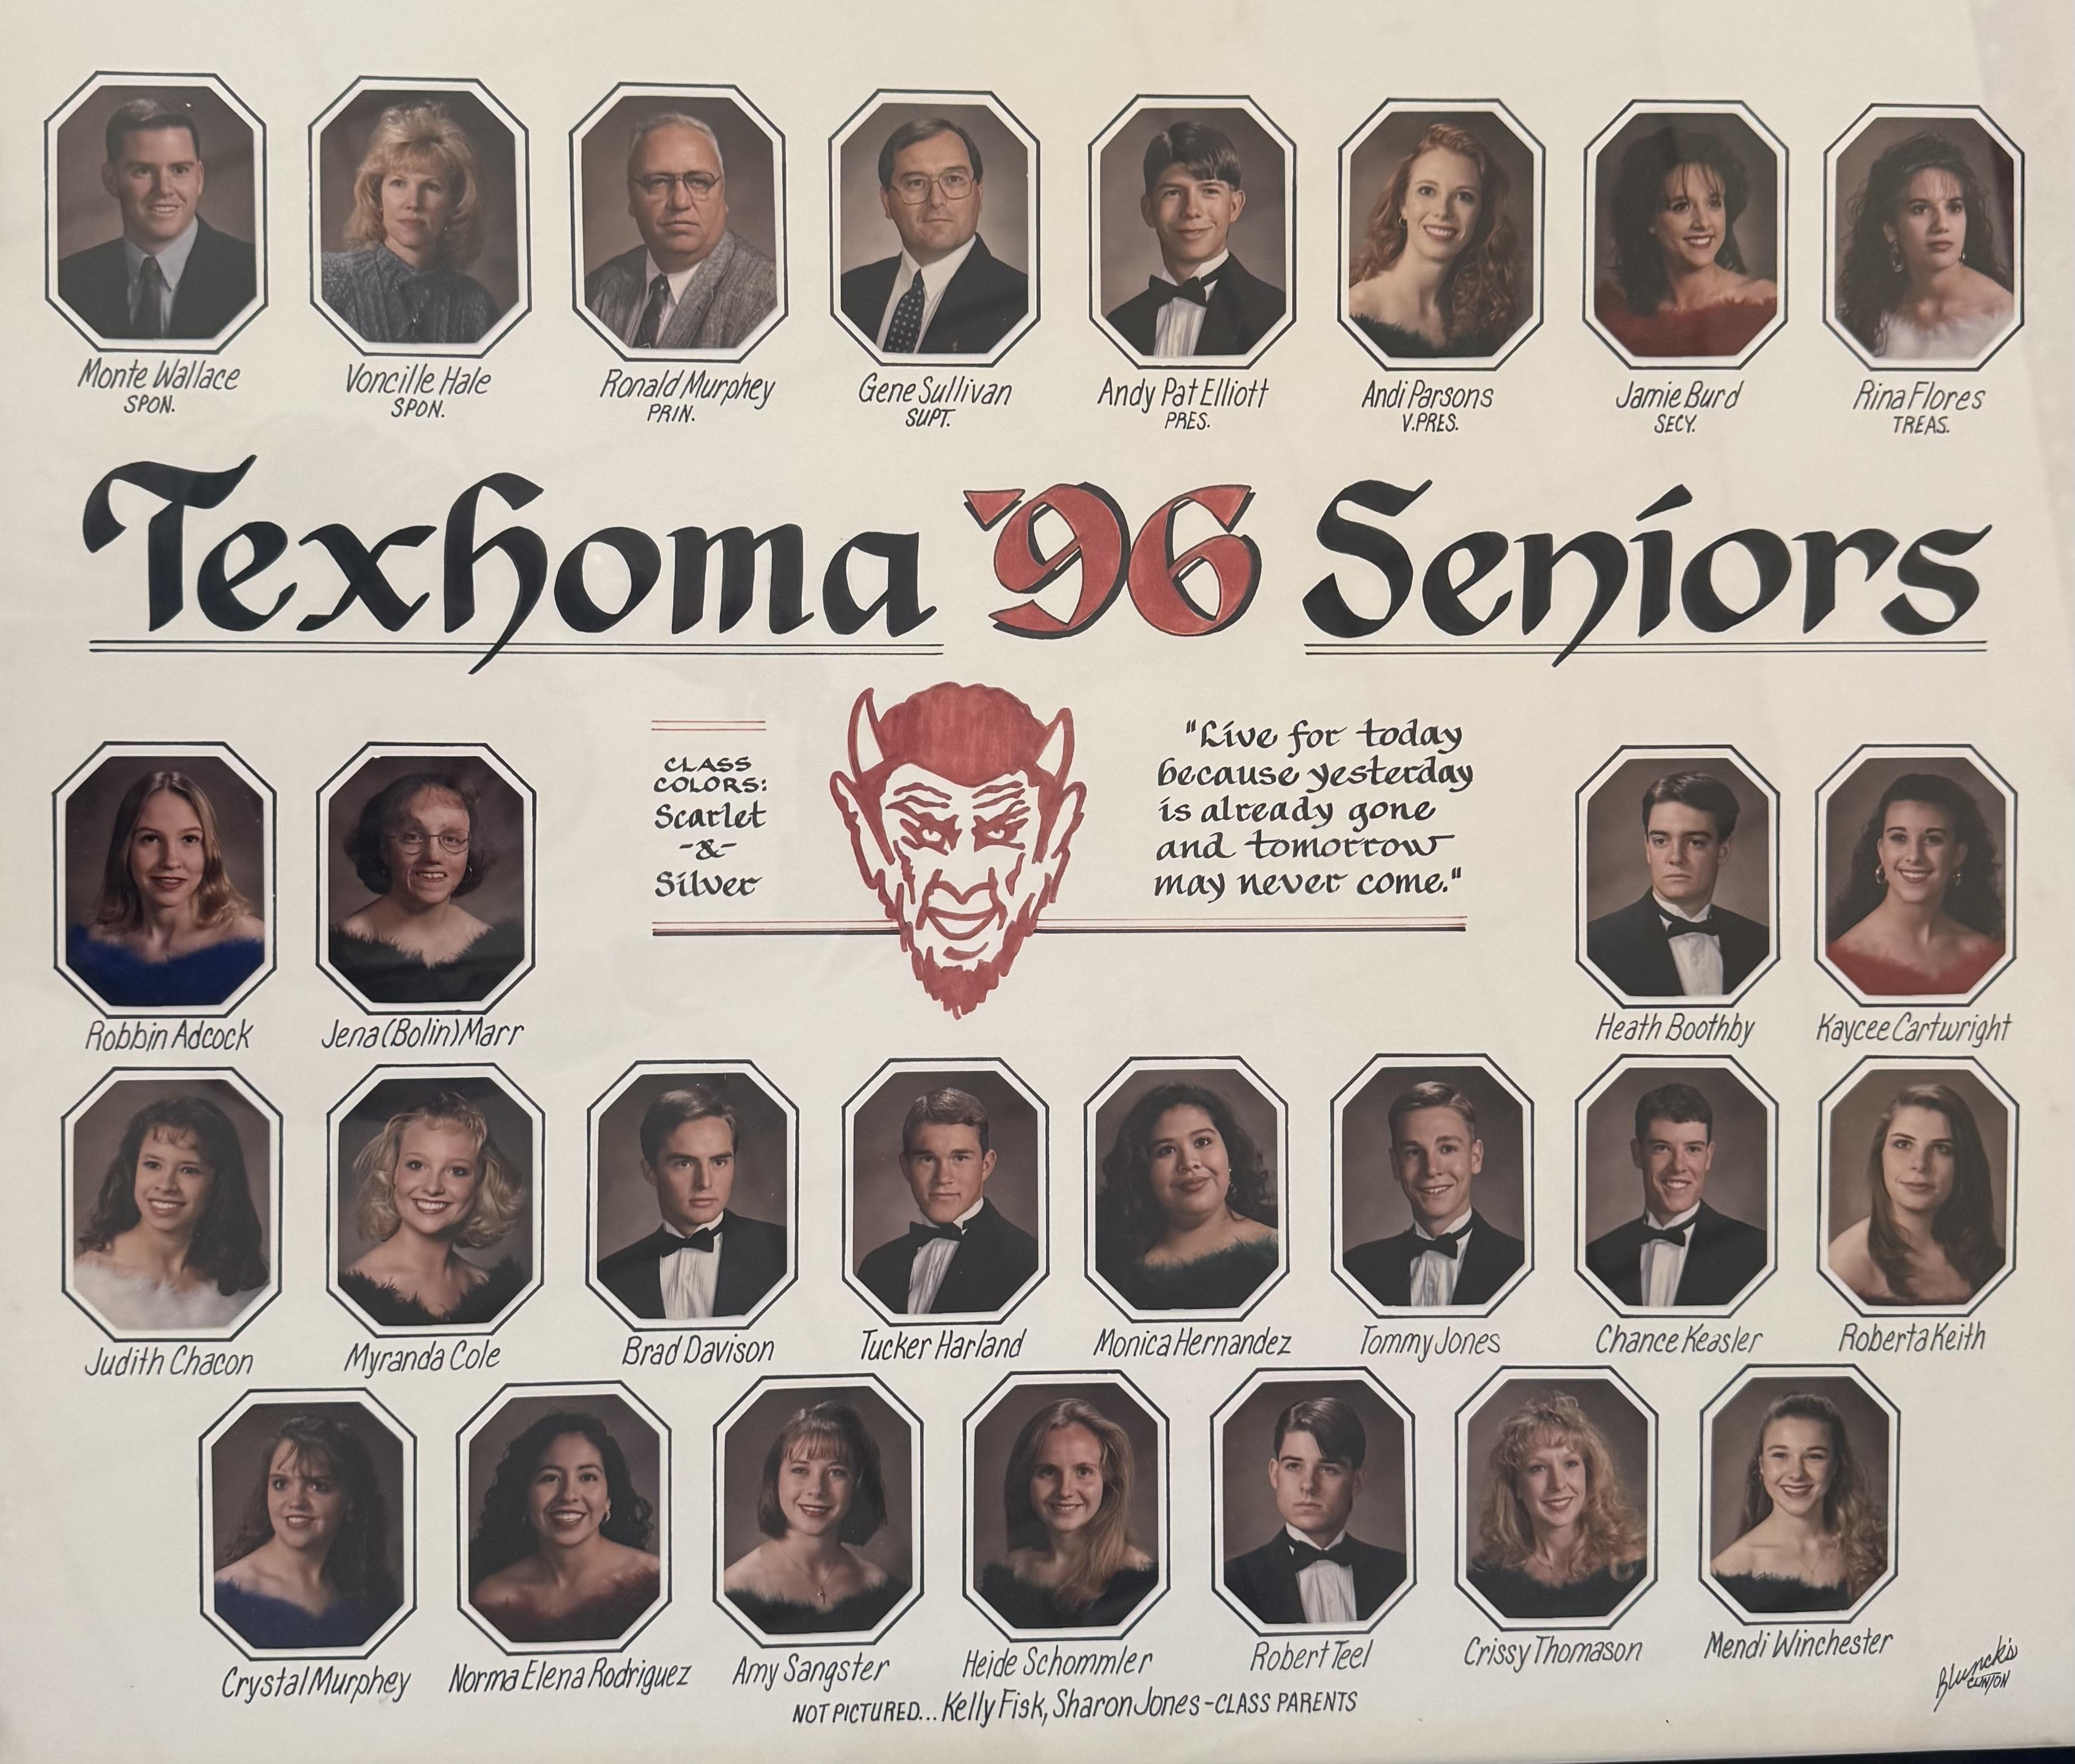 Monte Wallace
SPON.
Voncille Hale
SPON.
Ronald Murphey
PRIN.
Gene Sullivan
SUPT.
Andy Pat Elliott
PRES.
Andi Parsons
V.PRES.
Jamie Burd
SECY.
Rina Flores
TREAS.
Texhoma '96 Seniors
CLASS
COLORS:
Scarlet
-&-
Silver
"Live for today
because yesterday
is already gone
and tomorrow
may never come."
Robbin Adcock
Jena (Bolin) Marr
Heath Boothby
Kaycee Cartwright
Judith Chacon
Myranda Cole
Brad Davison
Tucker Harland
Monica Hernandez
Tommy Jones
Chance Keasler
Roberta Keith
Crystal Murphey
Norma Elena Rodriguez
Amy Sangster
Heide Schommler
Robert Teel
Crissy Thomason
Mendi Winchester
NOT PICTURED... Kelly Fisk, Sharon Jones - CLASS PARENTS
Blunck's
CLINTON